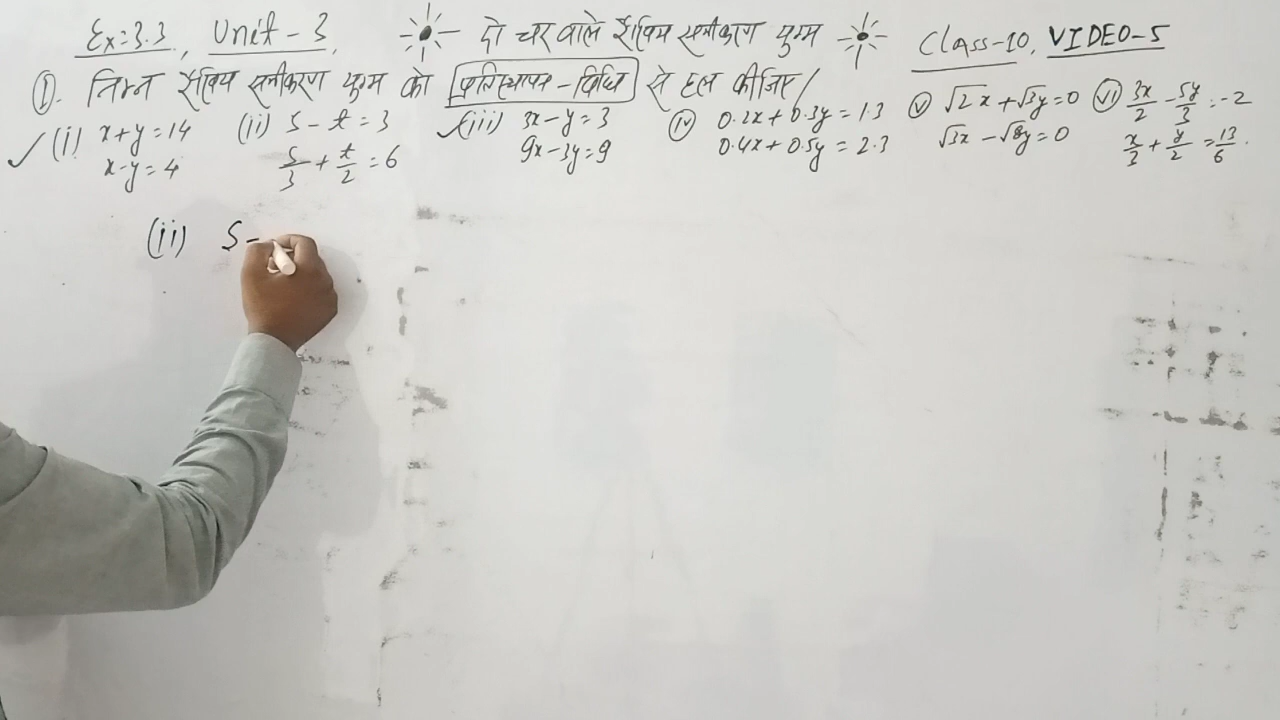 Ex:3.3, Unit-3. दो चर वाले रैखिक समीकरण युग्म Class-10, VIDEO-5
①. निम्न रैखिक समीकरण युग्म को प्रतिस्थापन-विधि से हल कीजिए/
✓(i) x+y=14 (ii) s-t=3 ✓(iii) 3x-y=3 (iv) 0.2x+0.3y=1.3 (v) √2x+√3y=0 (vi) 3x/2-5y/3=-2
x-y=4 s/3+t/2=6 9x-3y=9 0.4x+0.5y=2.3 √3x-√8y=0 x/3+y/2=13/6.
(ii) S-